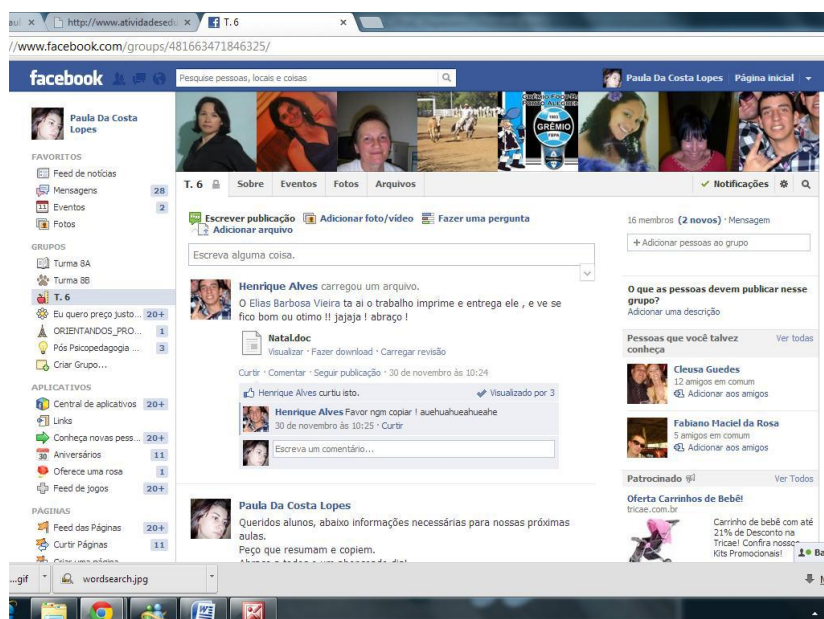 http://www.atividadesedu
T. 6
//www.facebook.com/groups/481663471846325/
facebook
Pesquise pessoas, locais e coisas
Paula Da Costa Lopes
Página inicial
Paula Da Costa
Lopes
FAVORITOS
Feed de notícias
Mensagens 28
Eventos 2
Fotos
GRUPOS
Turma 8A
Turma 8B
T. 6
Eu quero preço justo... 20+
ORIENTANDOS_PRO... 1
Pós Psicopedagogia ... 3
Criar Grupo...
APLICATIVOS
Central de aplicativos 20+
Links
Conheça novas pess... 20+
Aniversários 11
Oferece uma rosa 1
Feed de jogos 20+
PÁGINAS
Feed das Páginas 20+
Curtir Páginas 11
Criar uma página
GRÊMIO
FBPA
T. 6 Sobre Eventos Fotos Arquivos
Notificações
Escrever publicação Adicionar foto/vídeo Fazer uma pergunta
Adicionar arquivo
Escreva alguma coisa.
Henrique Alves carregou um arquivo.
O Elias Barbosa Vieira ta ai o trabalho imprime e entrega ele , e ve se
fico bom ou otimo !! jajaja ! abraço !
Natal.doc
Visualizar · Fazer download · Carregar revisão
Curtir · Comentar · Seguir publicação · 30 de novembro às 10:24
Henrique Alves curtiu isto.
Visualizado por 3
Henrique Alves Favor ngm copiar ! auehuahueahueahe
30 de novembro às 10:25 · Curtir
Escreva um comentário...
Paula Da Costa Lopes
Queridos alunos, abaixo informações necessárias para nossas próximas
aulas.
Peço que resumam e copiem.
16 membros (2 novos) · Mensagem
+ Adicionar pessoas ao grupo
O que as pessoas devem publicar nesse
grupo?
Adicionar uma descrição
Pessoas que você talvez
conheça
Ver todas
Cleusa Guedes
12 amigos em comum
Adicionar aos amigos
Fabiano Maciel da Rosa
5 amigos em comum
Adicionar aos amigos
Patrocinado
Ver Todos
Oferta Carrinhos de Bebê!
tricae.com.br
Carrinho de bebê com até
21% de Desconto na
Tricae! Confira nossos
Kits Promocionais!
...gif
wordsearch.jpg